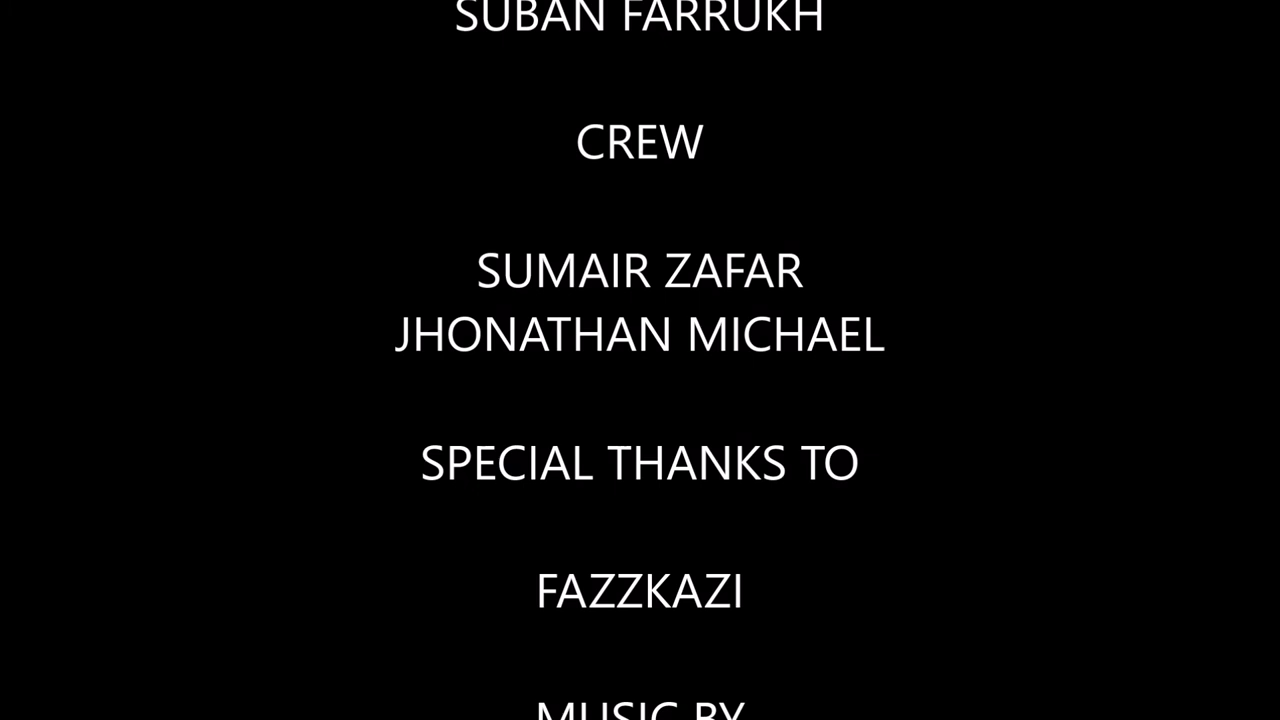 SUBAN FARRUKH
CREW
SUMAIR ZAFAR
JHONATHAN MICHAEL
SPECIAL THANKS TO
FAZZKAZI
MUSIC BY